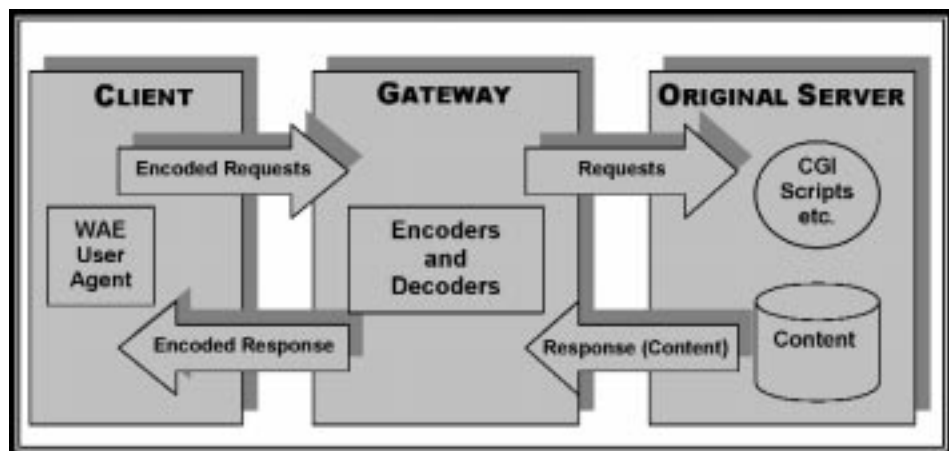 CLIENT
GATEWAY
ORIGINAL SERVER
Encoded Requests
Requests
CGI
Scripts
etc.
WAE
User
Agent
Encoders
and
Decoders
Encoded Response
Response (Content)
Content